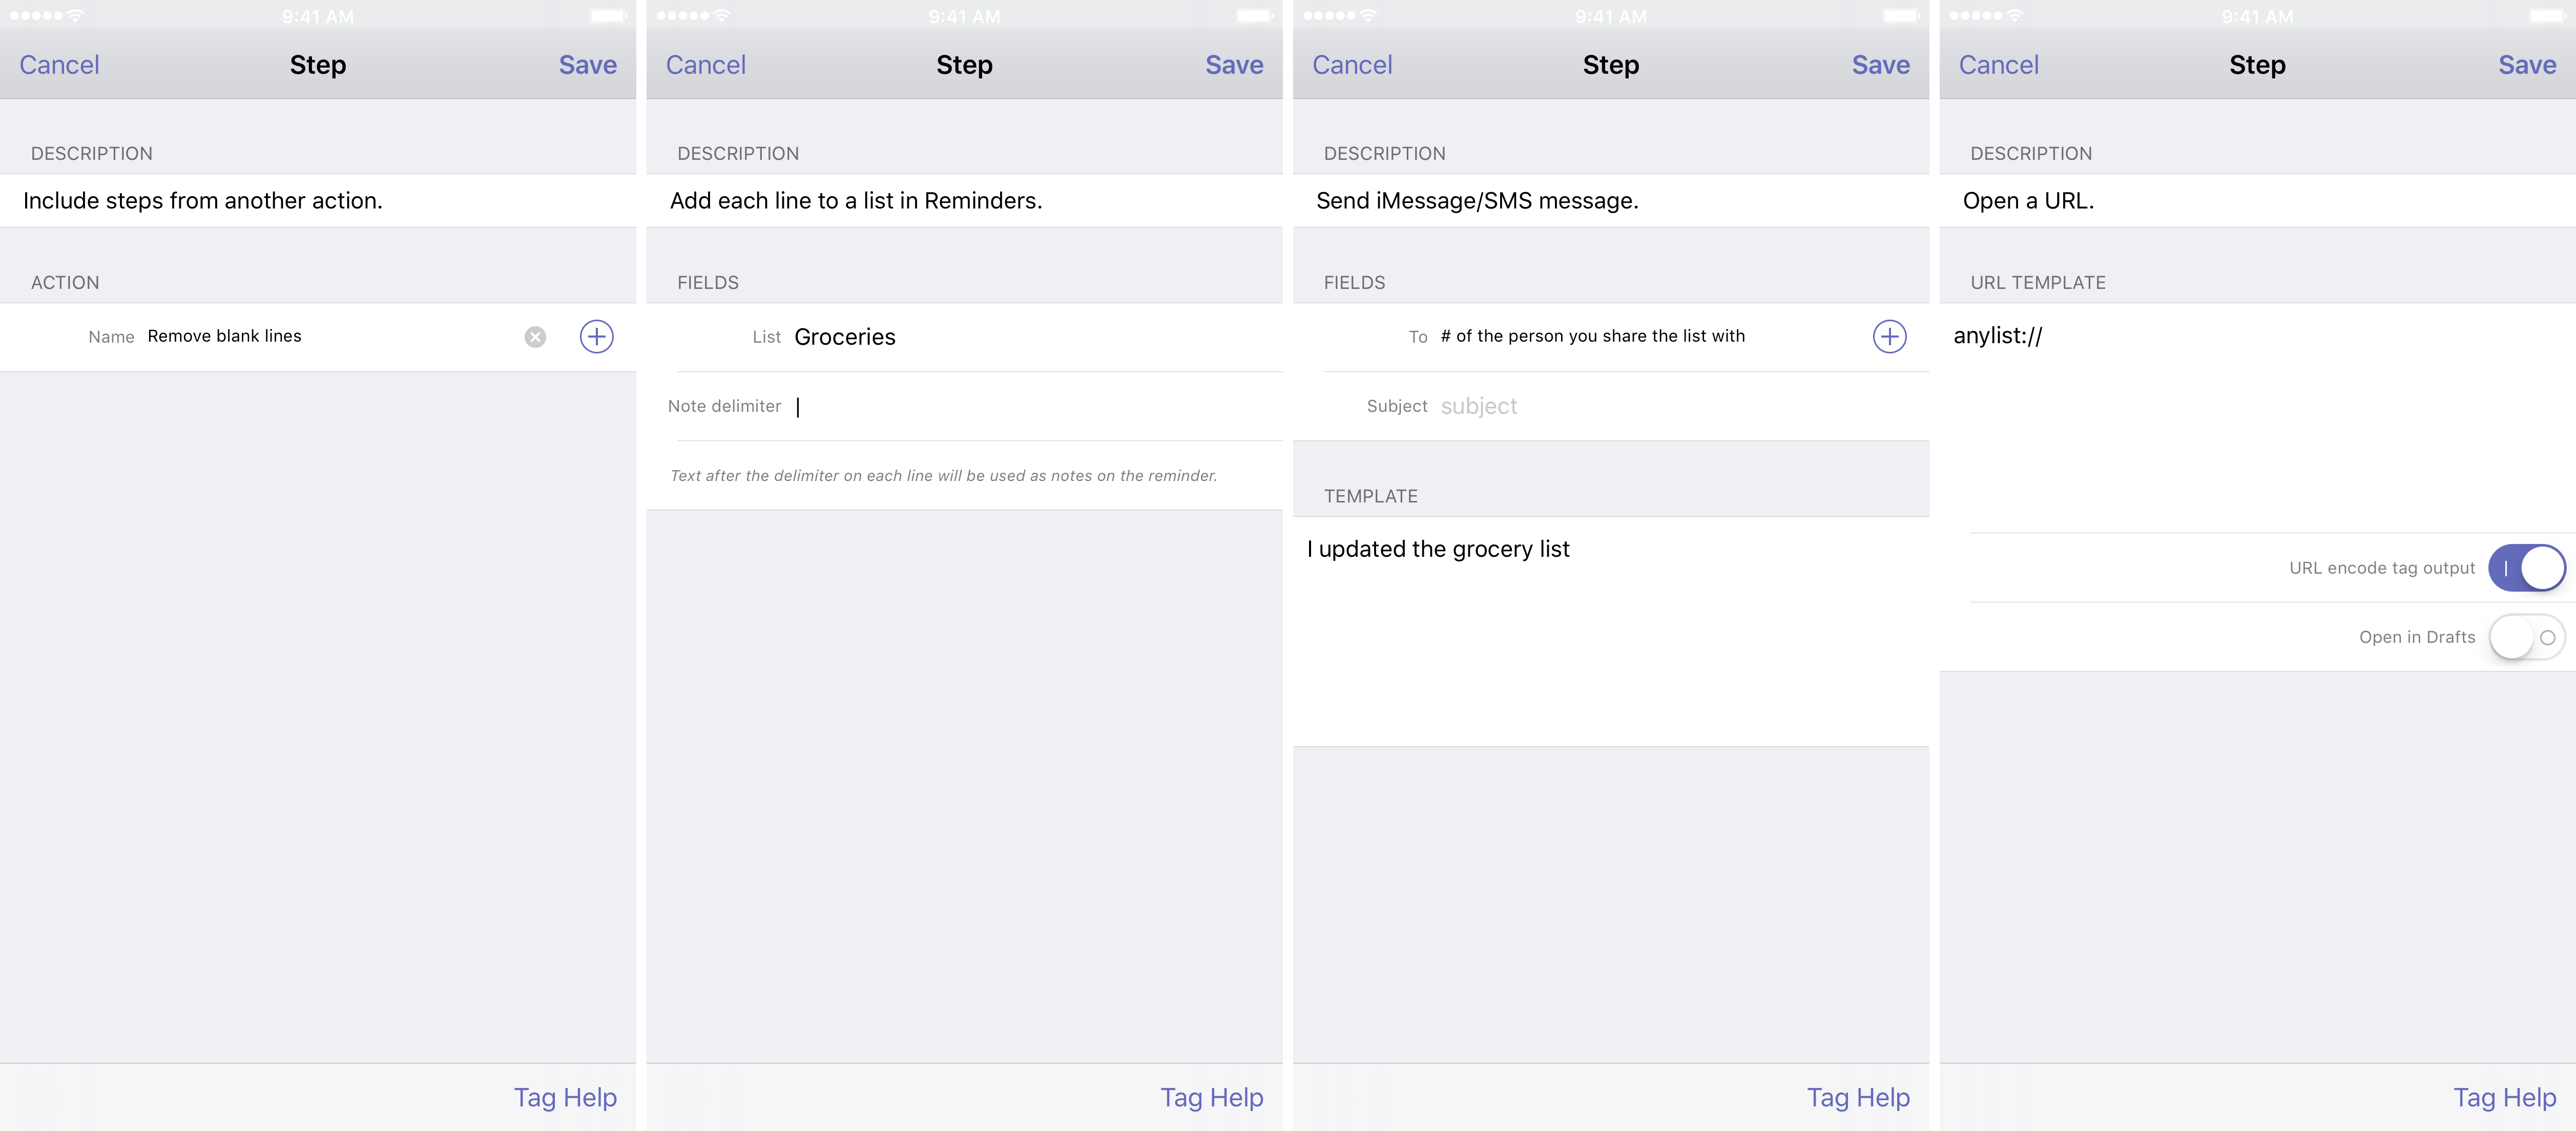 9:41 AM
Cancel Step Save
DESCRIPTION
Include steps from another action.
ACTION
Name Remove blank lines
Tag Help
9:41 AM
Cancel Step Save
DESCRIPTION
Add each line to a list in Reminders.
FIELDS
List Groceries
Note delimiter |
Text after the delimiter on each line will be used as notes on the reminder.
Tag Help
9:41 AM
Cancel Step Save
DESCRIPTION
Send iMessage/SMS message.
FIELDS
To # of the person you share the list with
Subject subject
TEMPLATE
I updated the grocery list
Tag Help
9:41 AM
Cancel Step Save
DESCRIPTION
Open a URL.
URL TEMPLATE
anylist://
URL encode tag output
Open in Drafts
Tag Help